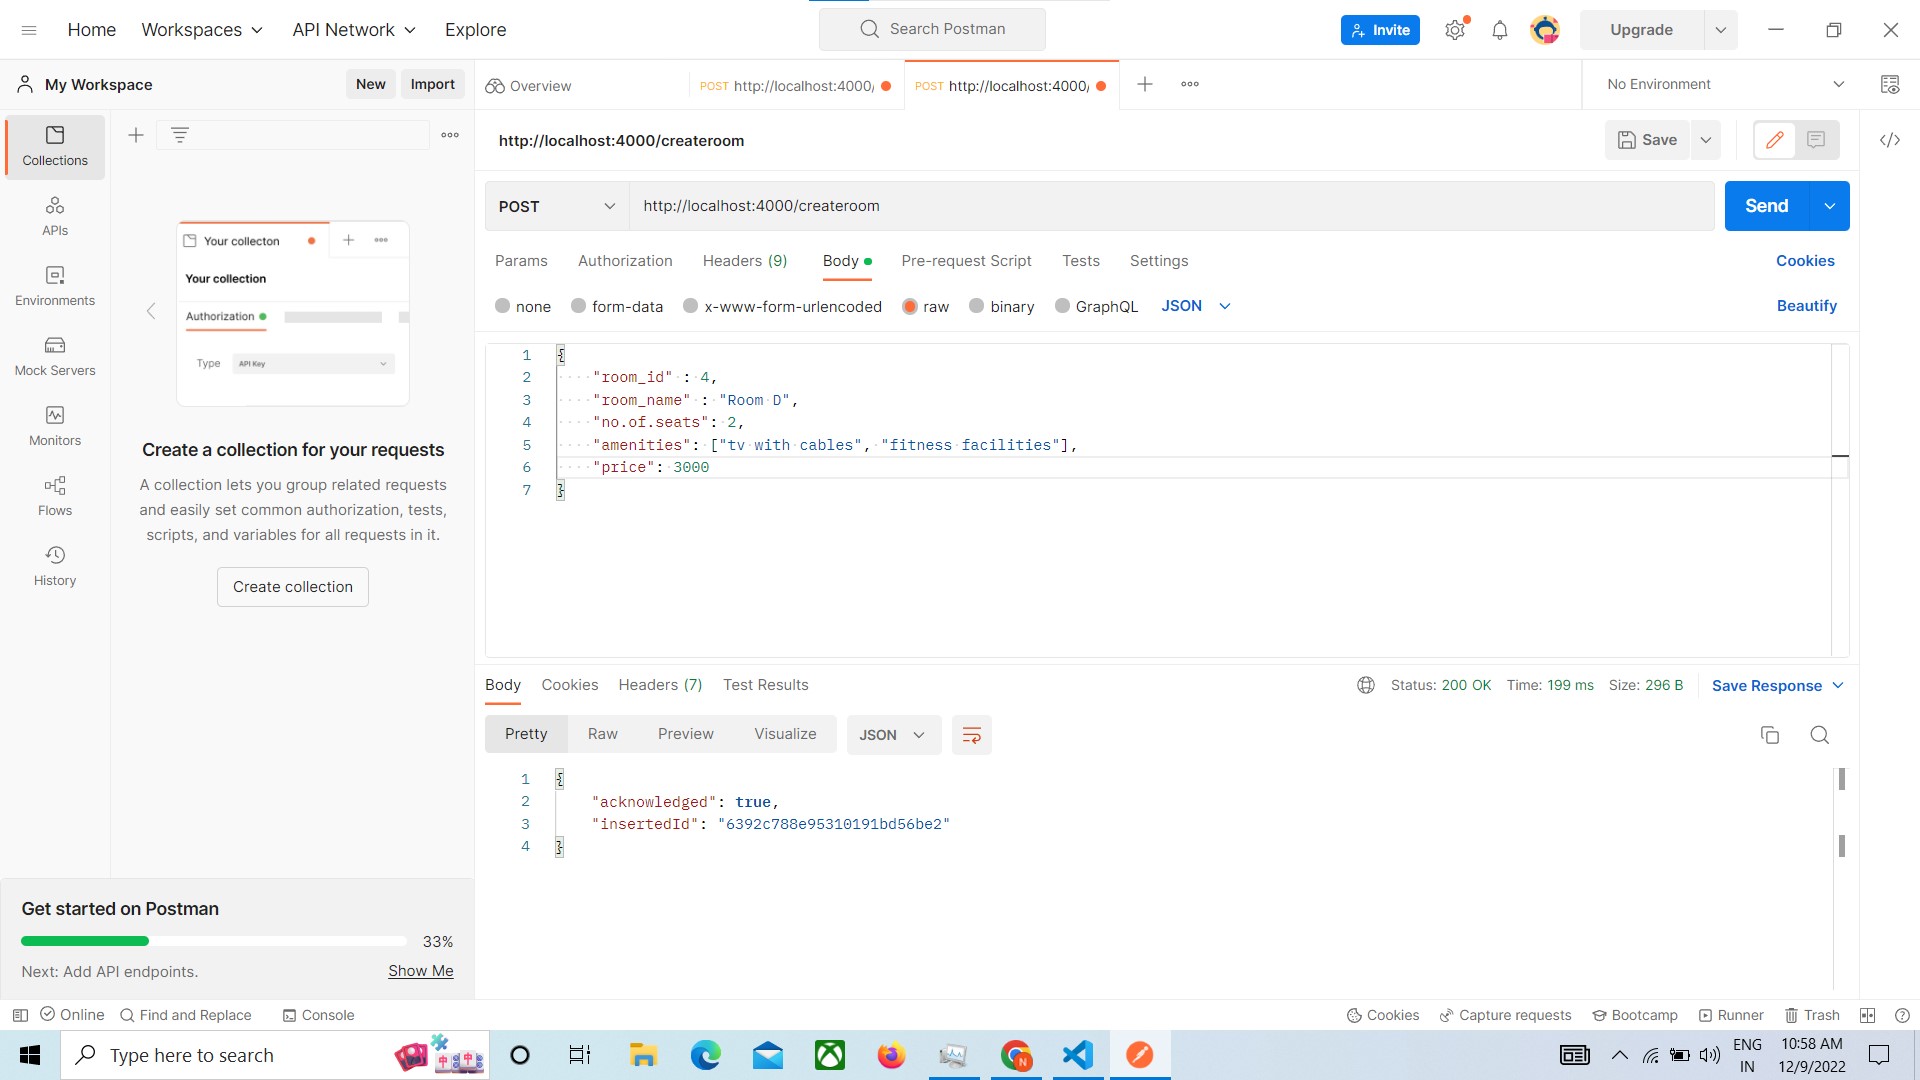 Home Workspaces API Network Explore Search Postman Invite Upgrade
My Workspace New Import Overview POST http://localhost:4000/ POST http://localhost:4000/ No Environment
Collections
APIs
Environments
Mock Servers
Monitors
Flows
History
Your collecton
Your collection
Authorization
Type API Key
Create a collection for your requests
A collection lets you group related requests
and easily set common authorization, tests,
scripts, and variables for all requests in it.
Create collection
Get started on Postman
33%
Next: Add API endpoints. Show Me
http://localhost:4000/createroom Save
POST http://localhost:4000/createroom Send
Params Authorization Headers (9) Body Pre-request Script Tests Settings Cookies
none form-data x-www-form-urlencoded raw binary GraphQL JSON Beautify
1 {
2 "room_id" : 4,
3 "room_name" : "Room D",
4 "no.of.seats": 2,
5 "amenities": ["tv with cables", "fitness facilities"],
6 "price": 3000
7 }
Body Cookies Headers (7) Test Results Status: 200 OK Time: 199 ms Size: 296 B Save Response
Pretty Raw Preview Visualize JSON
1 {
2 "acknowledged": true,
3 "insertedId": "6392c788e95310191bd56be2"
4 }
Online Find and Replace Console Cookies Capture requests Bootcamp Runner Trash
Type here to search
ENG
IN
10:58 AM
12/9/2022